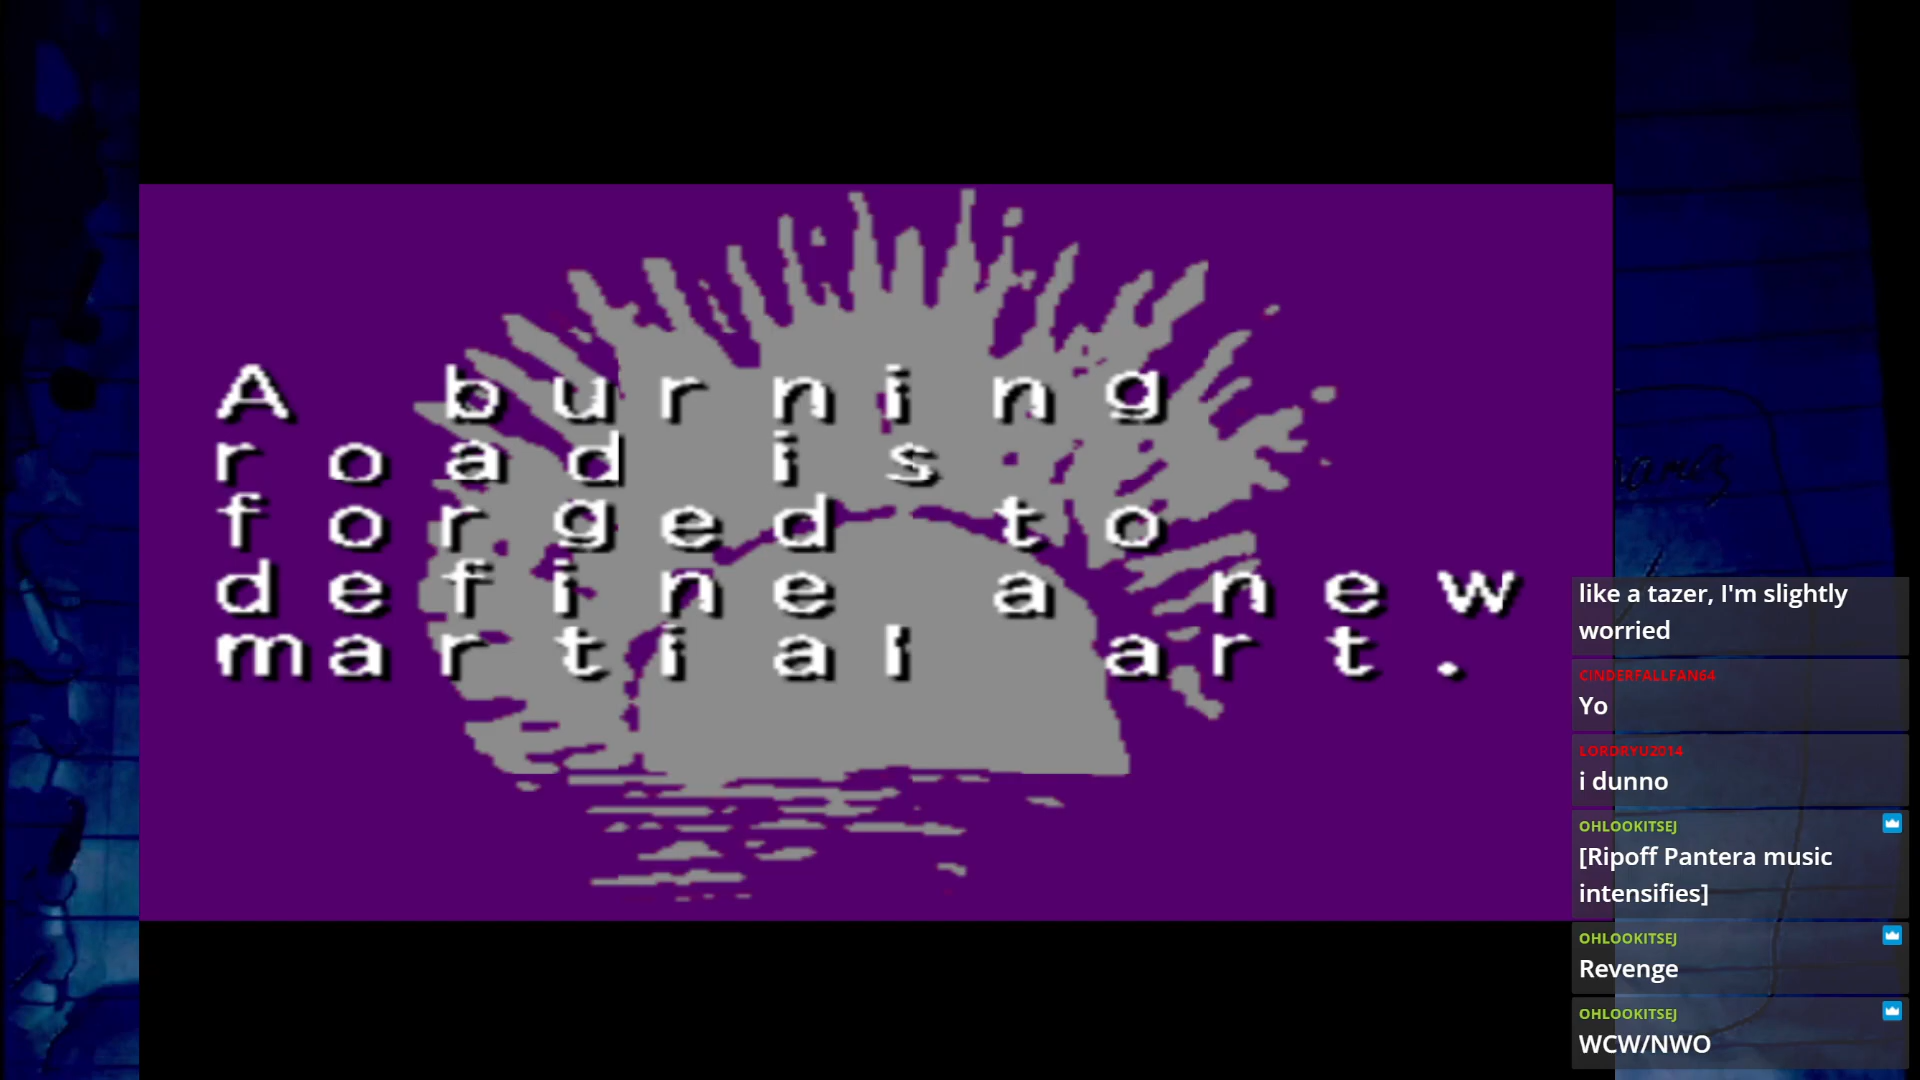 A burning
road is
forged to
define a new
martial art.
like a tazer, I'm slightly
worried
CINDERFALLFAN64
Yo
LORDRYU2014
i dunno
OHLOOKITSEJ
[Ripoff Pantera music
intensifies]
OHLOOKITSEJ
Revenge
OHLOOKITSEJ
WCW/NWO